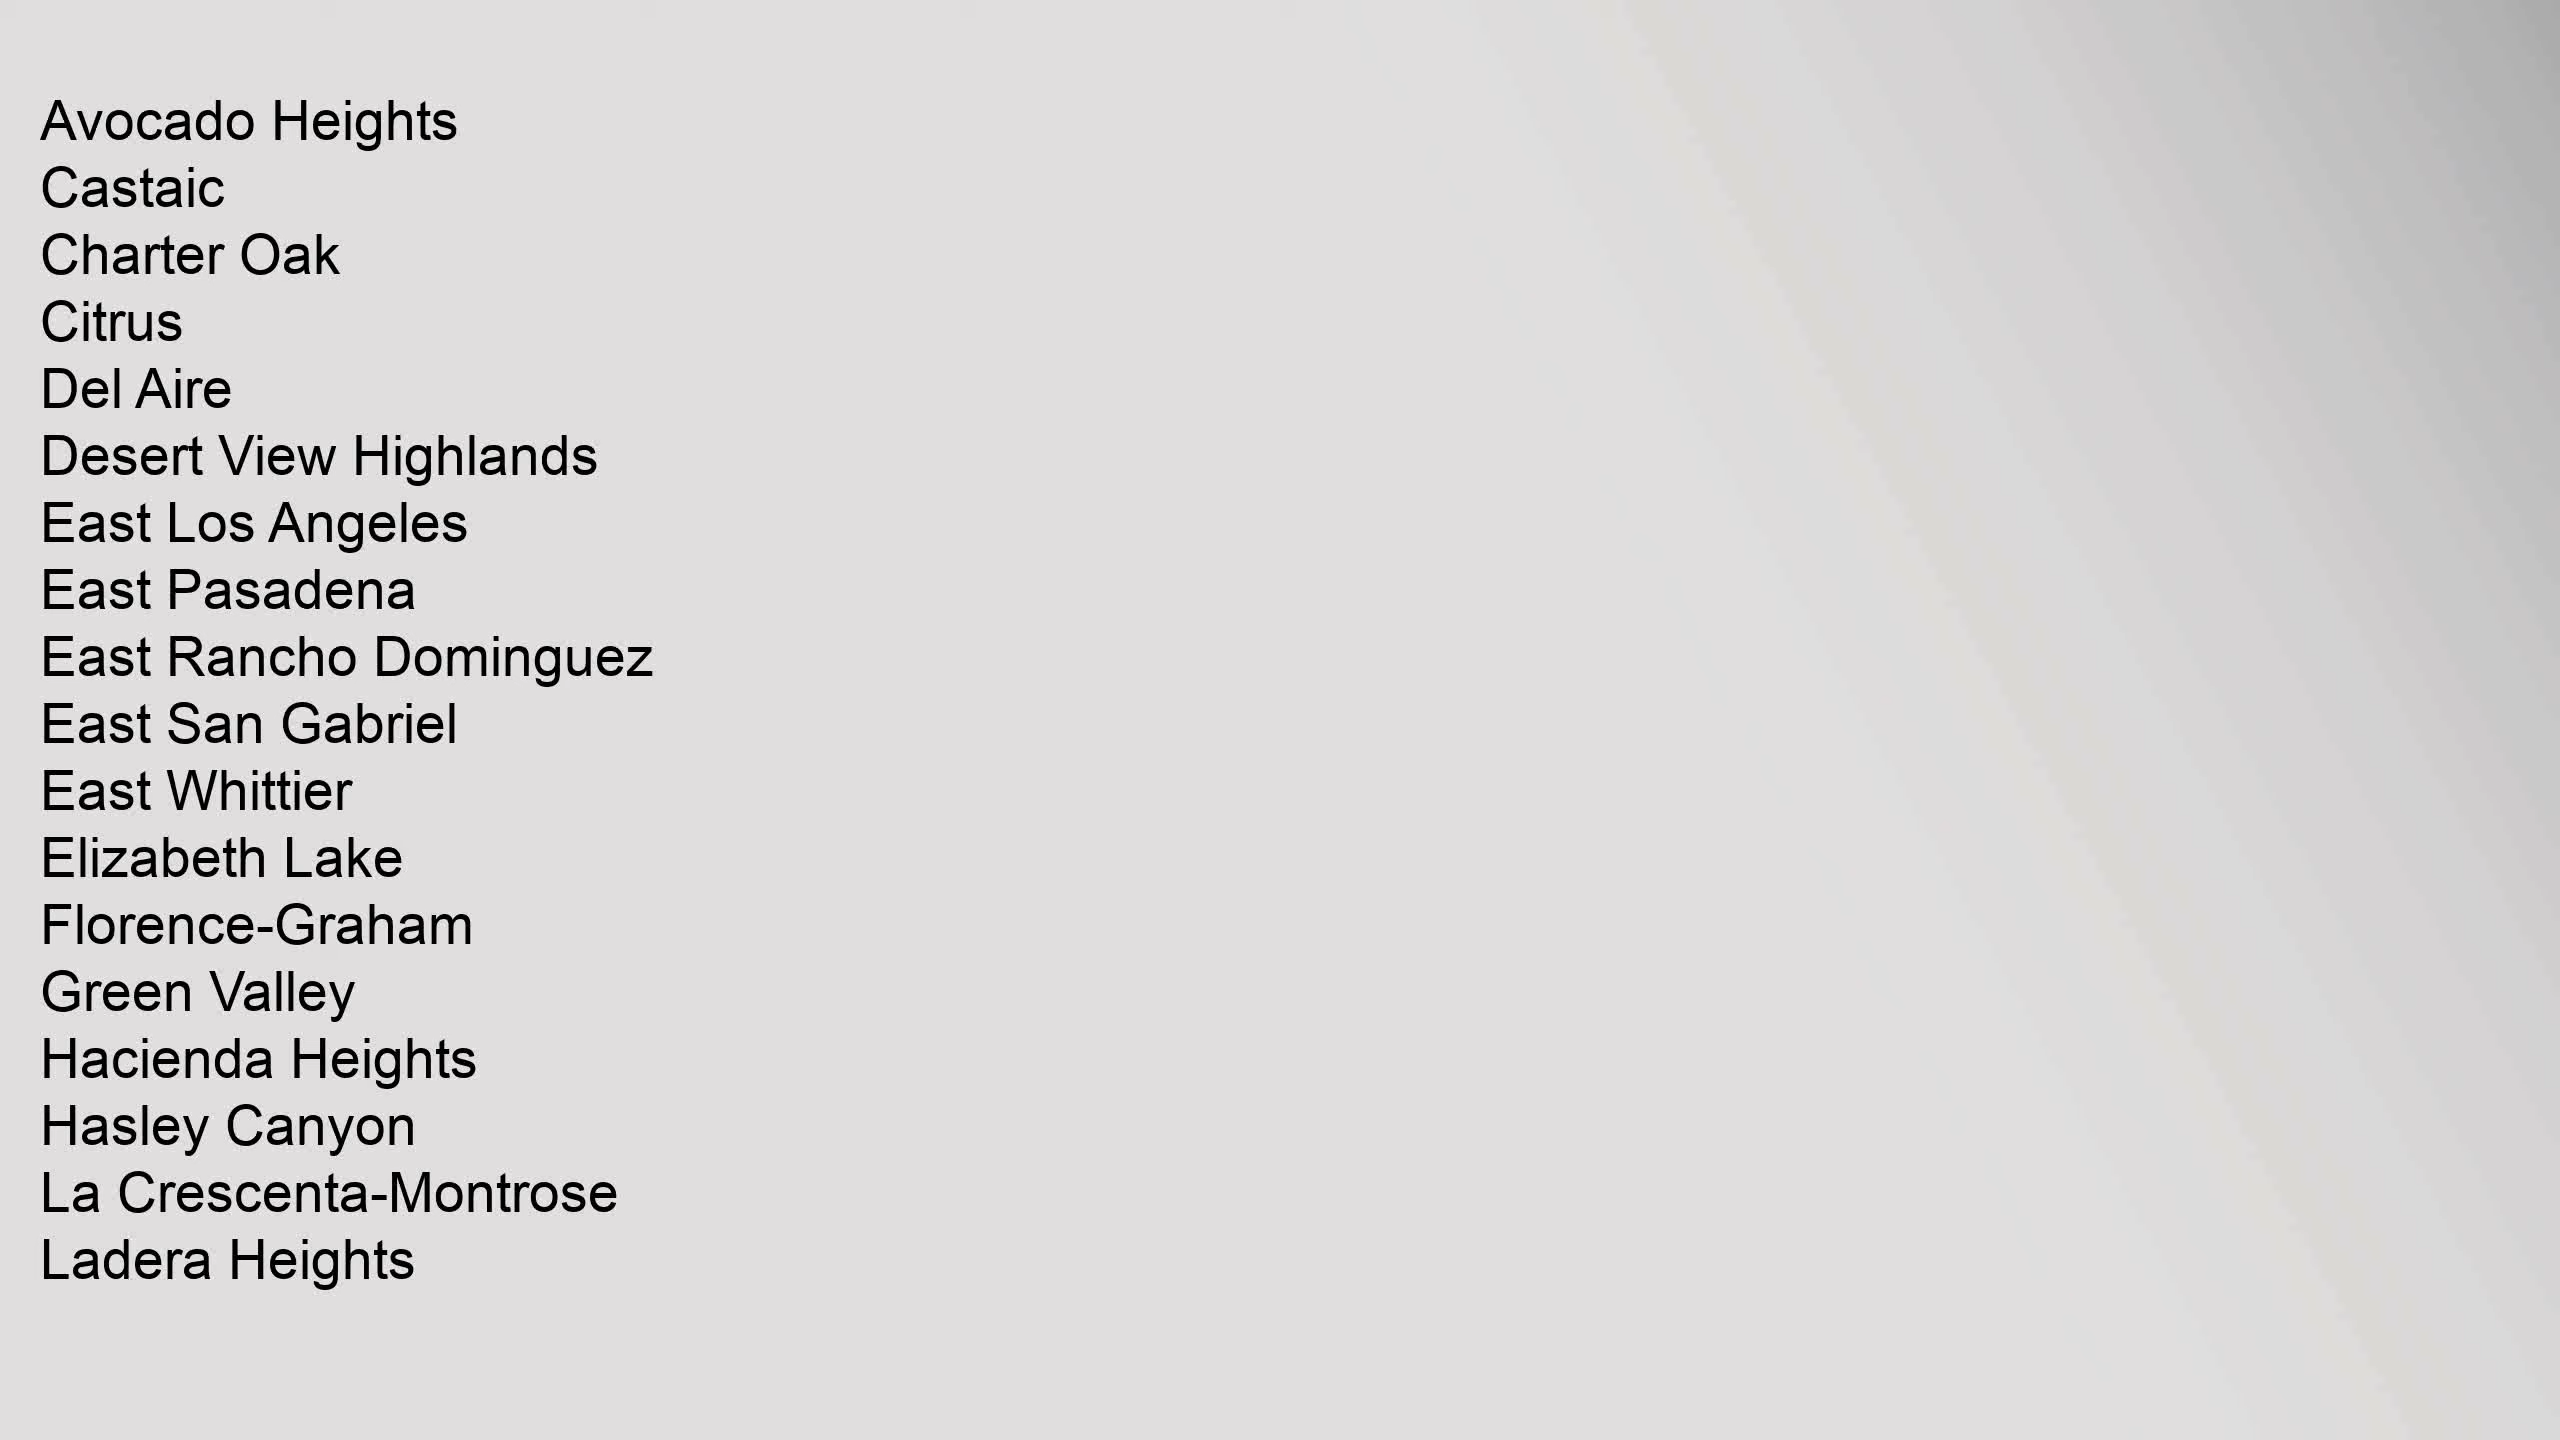 Avocado Heights
Castaic
Charter Oak
Citrus
Del Aire
Desert View Highlands
East Los Angeles
East Pasadena
East Rancho Dominguez
East San Gabriel
East Whittier
Elizabeth Lake
Florence-Graham
Green Valley
Hacienda Heights
Hasley Canyon
La Crescenta-Montrose
Ladera Heights